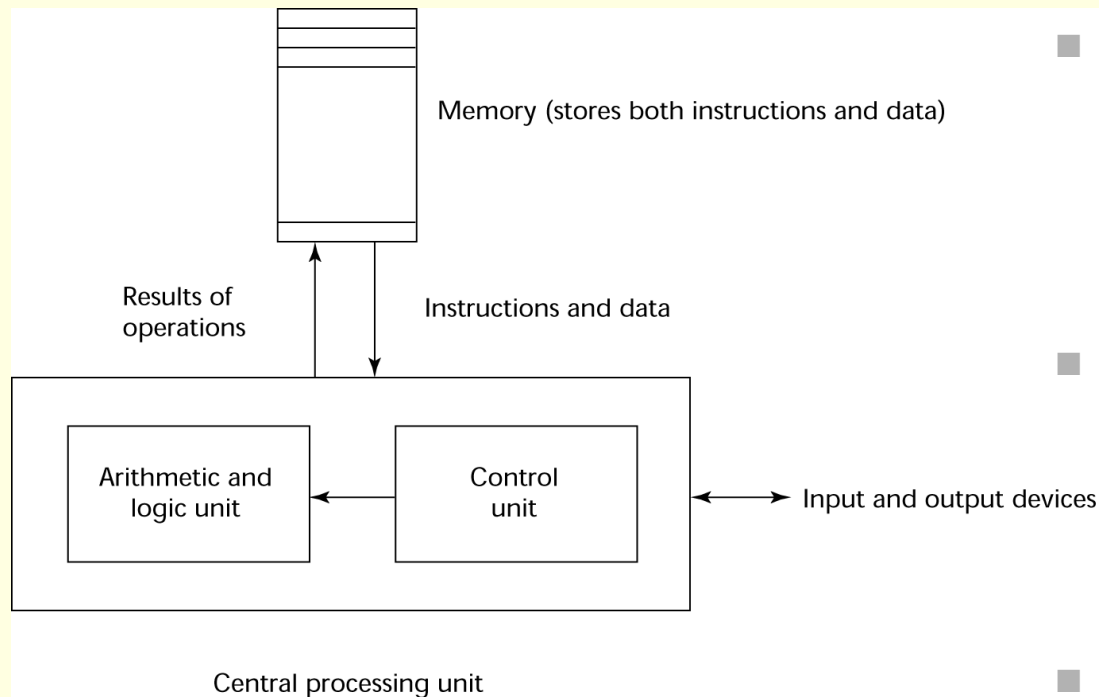 Memory (stores both instructions and data)
Results of
operations
Instructions and data
Arithmetic and
logic unit
Control
unit
Input and output devices
Central processing unit